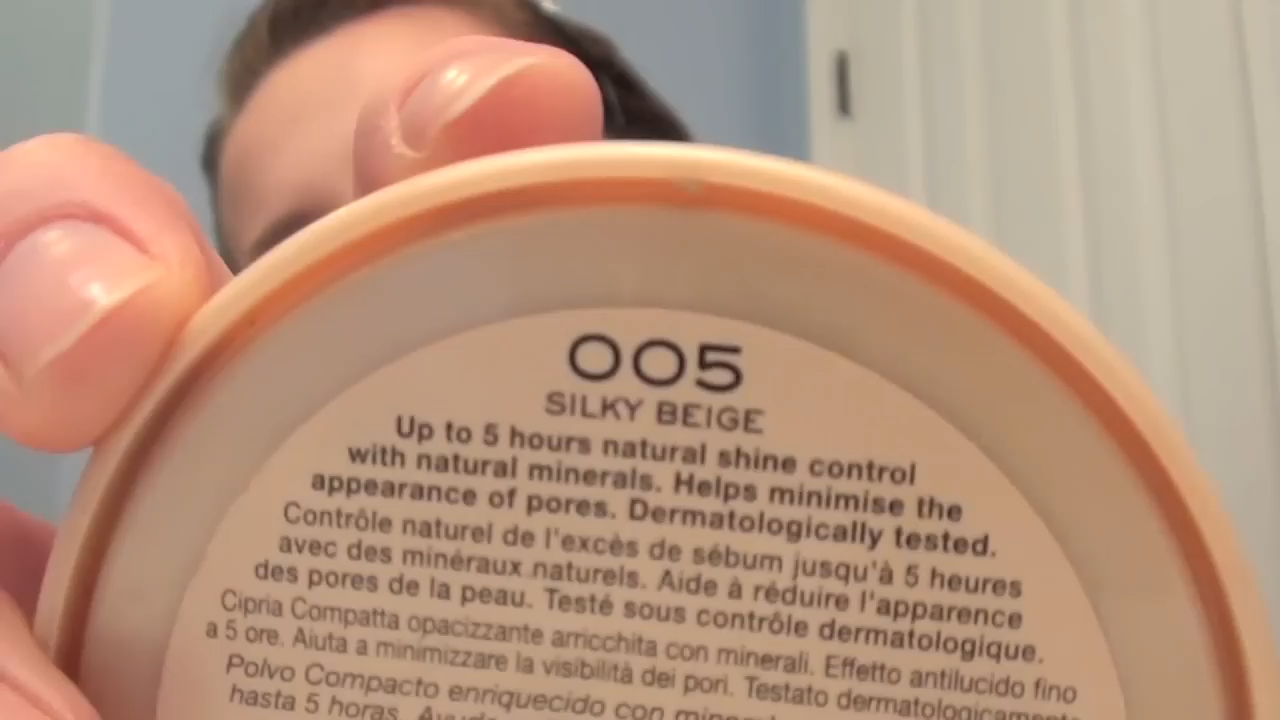 005
SILKY BEIGE
Up to 5 hours natural shine control
with natural minerals. Helps minimise the
appearance of pores. Dermatologically tested.
Contrôle naturel de l'excès de sébum jusqu'à 5 heures
avec des minéraux naturels. Aide à réduire l'apparence
des pores de la peau. Testé sous contrôle dermatologique.
Cipria Compatta opacizzante arricchita con minerali. Effetto antilucido fino
a 5 ore. Aiuta a minimizzare la visibilità dei pori. Testato dermatologicamente
Polvo Compacto enriquecido con
hasta 5 horas.